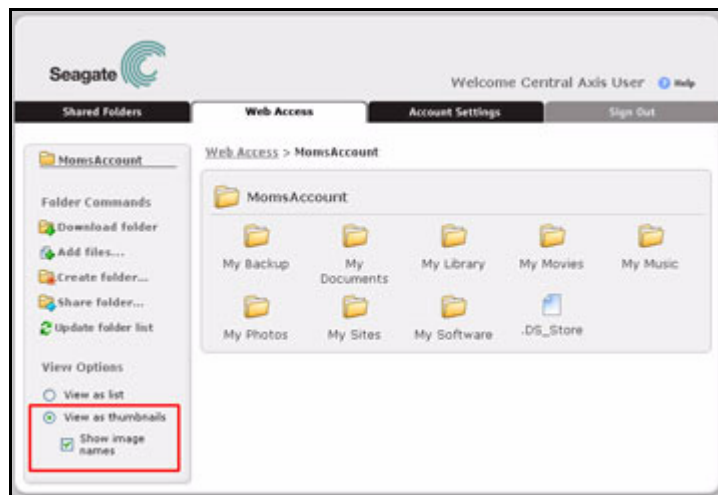 Seagate
Welcome Central Axis User Help
Shared Folders Web Access Account Settings Sign Out
MomsAccount
Folder Commands
Download folder
Add files...
Create folder...
Share folder...
Update folder list
View Options
View as list
View as thumbnails
Show image
names
Web Access > MomsAccount
MomsAccount
My Backup My Documents My Library My Movies My Music
My Photos My Sites My Software .DS_Store